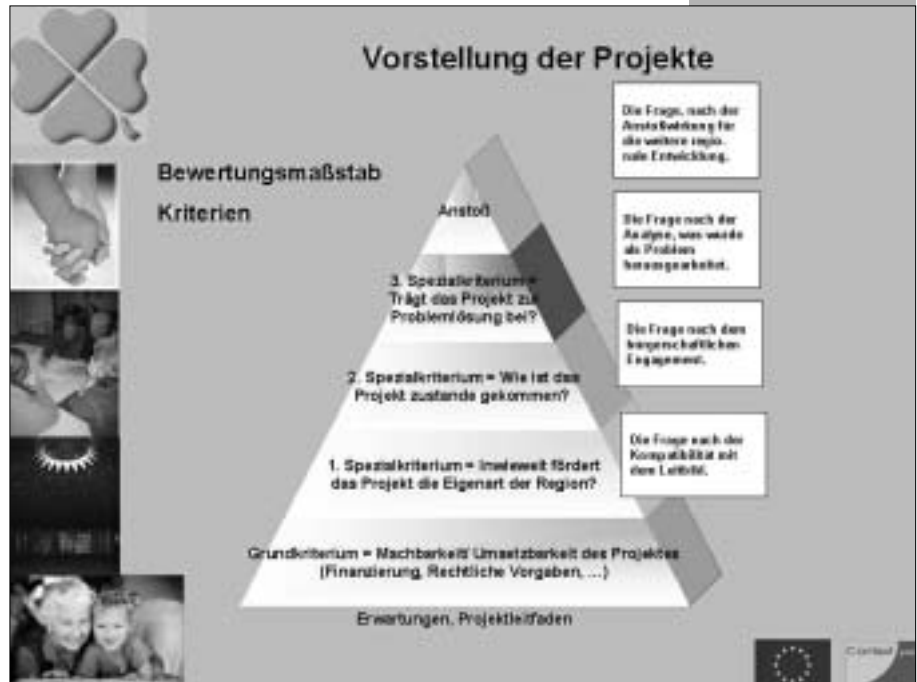 Vorstellung der Projekte
Bewertungsmaßstab
Kriterien
Anstoß
3. Spezialkriterium =
Trägt das Projekt zur
Problemlösung bei?
2. Spezialkriterium = Wie ist das
Projekt zustande gekommen?
1. Spezialkriterium = Inwieweit fördert
das Projekt die Eigenart der Region?
Grundkriterium = Machbarkeit/ Umsetzbarkeit des Projektes
(Finanzierung, Rechtliche Vorgaben, ...)
Erwartungen, Projektleitfaden
Die Frage, nach der
Anstoßwirkung für
die weitere regio-
nale Entwicklung.
Die Frage nach der
Analyse, was wurde
als Problem
herausgearbeitet.
Die Frage nach dem
bürgerschaftlichen
Engagement.
Die Frage nach der
Kompatibilität mit
dem Leitbild.